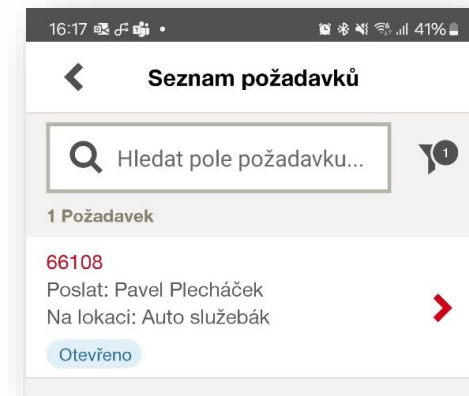 16:17 41%
Seznam požadavků
Hledat pole požadavku... 1
1 Požadavek
66108
Poslat: Pavel Plecháček
Na lokaci: Auto služebák
Otevřeno